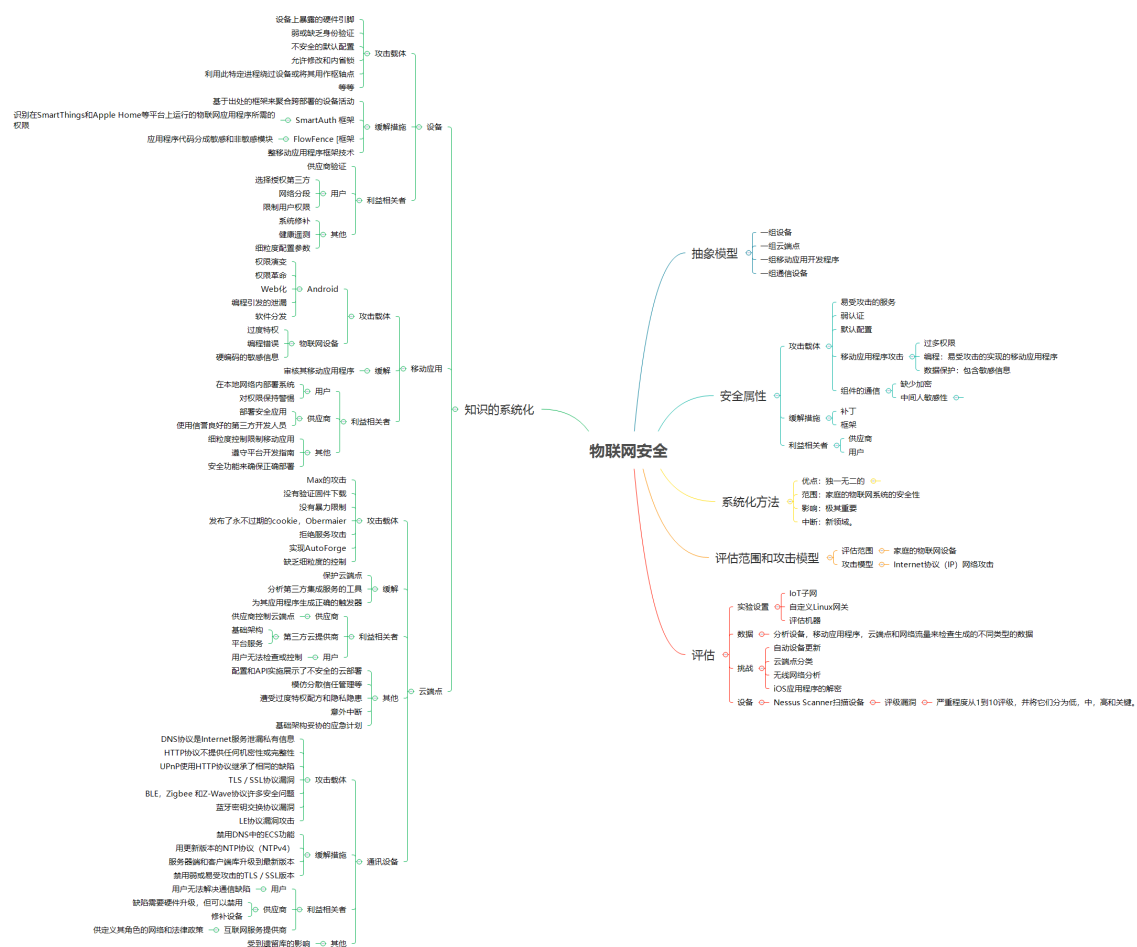 物联网安全
抽象模型
一组设备
一组云端点
一组移动应用开发程序
一组通信设备
安全属性
攻击载体
易受攻击的服务
弱认证
默认配置
移动应用程序攻击
过多权限
编程：易受攻击的实现的移动应用程序
数据保护：包含敏感信息
组件的通信
缺少加密
中间人敏感性
缓解措施
补丁
框架
利益相关者
供应商
用户
系统化方法
优点：独一无二的
范围：家庭的物联网系统的安全性
影响：极其重要
中断：新领域。
评估范围和攻击模型
评估范围
家庭的物联网设备
攻击模型
Internet协议（IP）网络攻击
评估
实验设置
IoT子网
自定义Linux网关
评估机器
数据
分析设备，移动应用程序，云端点和网络流量来检查生成的不同类型的数据
挑战
自动设备更新
云端点分类
无线网络分析
iOS应用程序的解密
设备
Nessus Scanner扫描设备
评级漏洞
严重程度从1到10评级，并将它们分为低，中，高和关键。
知识的系统化
设备
攻击载体
设备上暴露的硬件引脚
弱或缺乏身份验证
不安全的默认配置
允许修改和内省锁
利用此特定进程绕过设备或将其用作枢轴点
等等
缓解措施
基于出处的框架来聚合跨部署的设备活动
SmartAuth 框架
识别在SmartThings和Apple Home等平台上运行的物联网应用程序所需的
权限
FlowFence [框架
应用程序代码分成敏感和非敏感模块
整移动应用程序框架技术
利益相关者
供应商验证
用户
选择授权第三方
网络分段
限制用户权限
其他
系统修补
健康遥测
细粒度配置参数
移动应用
攻击载体
Android
权限演变
权限革命
Web化
编程引发的泄漏
软件分发
物联网设备
过度特权
编程错误
硬编码的敏感信息
缓解
审核其移动应用程序
利益相关者
用户
在本地网络内部署系统
对权限保持警惕
供应商
部署安全应用
使用信誉良好的第三方开发人员
其他
细粒度控制限制移动应用
遵守平台开发指南
安全功能来确保正确部署
云端点
攻击载体
Max的攻击
没有验证固件下载
没有暴力限制
发布了永不过期的cookie，Obermaier
拒绝服务攻击
实现AutoForge
缺乏细粒度的控制
缓解
保护云端点
分析第三方集成服务的工具
为其应用程序生成正确的触发器
利益相关者
供应商
供应商控制云端点
第三方云提供商
基础架构
平台服务
用户
用户无法检查或控制
其他
配置和API实施展示了不安全的云部署
模仿分散信任管理等
遭受过度特权配方和隐私隐患
意外中断
基础架构妥协的应急计划
通讯设备
攻击载体
DNS协议是Internet服务泄漏私有信息
HTTP协议不提供任何机密性或完整性
UPnP使用HTTP协议继承了相同的缺陷
TLS / SSL协议漏洞
BLE，Zigbee 和Z-Wave协议许多安全问题
蓝牙密钥交换协议漏洞
LE协议漏洞攻击
缓解措施
禁用DNS中的ECS功能
用更新版本的NTP协议（NTPv4）
服务器端和客户端库升级到最新版本
禁用弱或易受攻击的TLS / SSL版本
利益相关者
用户
用户无法解决通信缺陷
供应商
缺陷需要硬件升级，但可以禁用
修补设备
互联网服务提供商
供定义其角色的网络和法律政策
其他
受到遗留库的影响